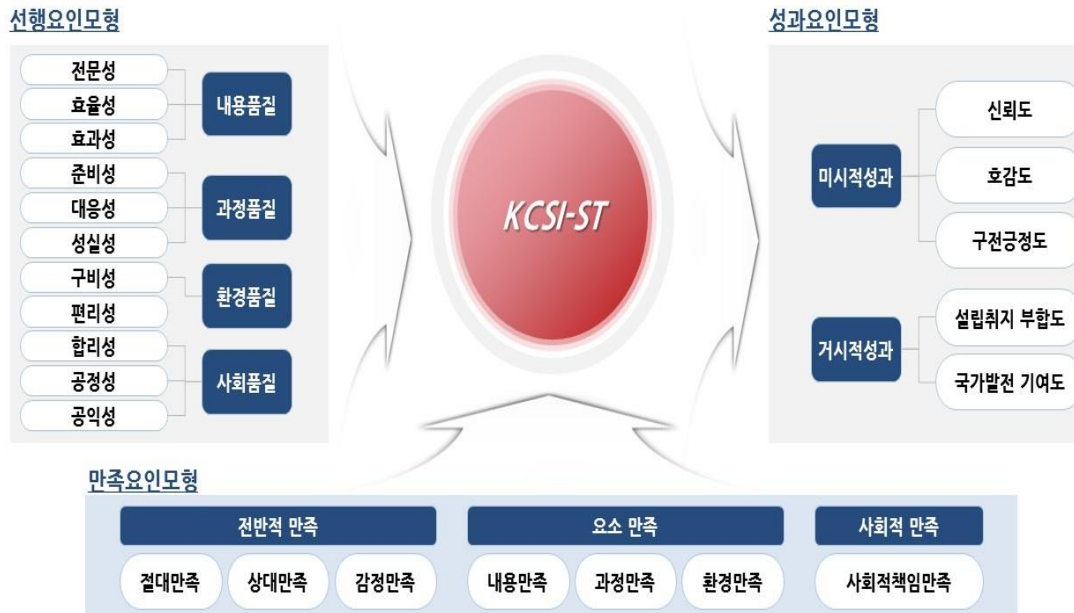 선행요인모형
전문성
효율성
효과성
내용품질
준비성
대응성
성실성
과정품질
구비성
편리성
환경품질
합리성
공정성
공익성
사회품질
KCSI-ST
성과요인모형
미시적성과
신뢰도
호감도
구전긍정도
거시적성과
설립취지 부합도
국가발전 기여도
만족요인모형
전반적 만족
절대만족
상대만족
감정만족
요소 만족
내용만족
과정만족
환경만족
사회적 만족
사회적책임만족